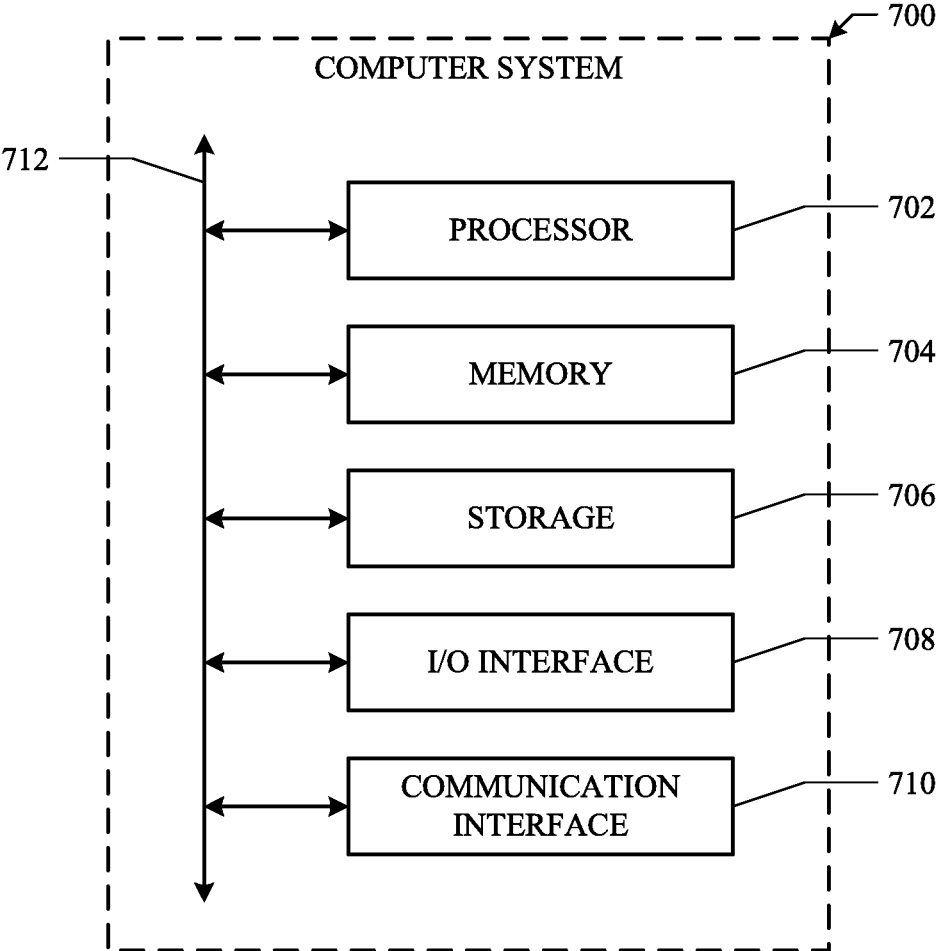 700
COMPUTER SYSTEM
712
PROCESSOR
702
MEMORY
704
STORAGE
706
I/O INTERFACE
708
COMMUNICATION
INTERFACE
710